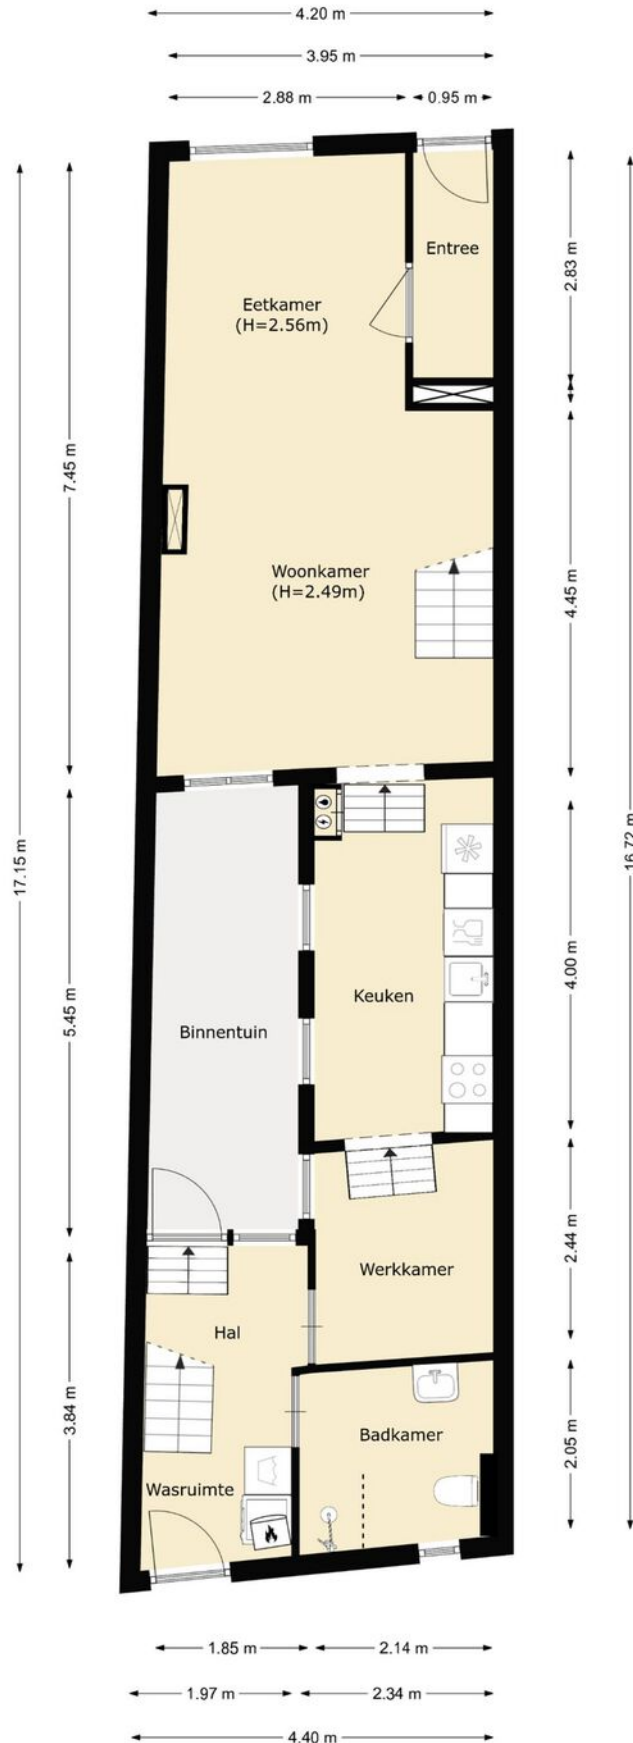 4.20 m
3.95 m
2.88 m
0.95 m
Entree
2.83 m
Eetkamer
(H=2.56m)
7.45 m
Woonkamer
(H=2.49m)
4.45 m
17.15 m
16.72 m
Keuken
4.00 m
Binnentuin
5.45 m
Werkkamer
2.44 m
Hal
3.84 m
Badkamer
2.05 m
Wasruimte
1.85 m
2.14 m
1.97 m
2.34 m
4.40 m